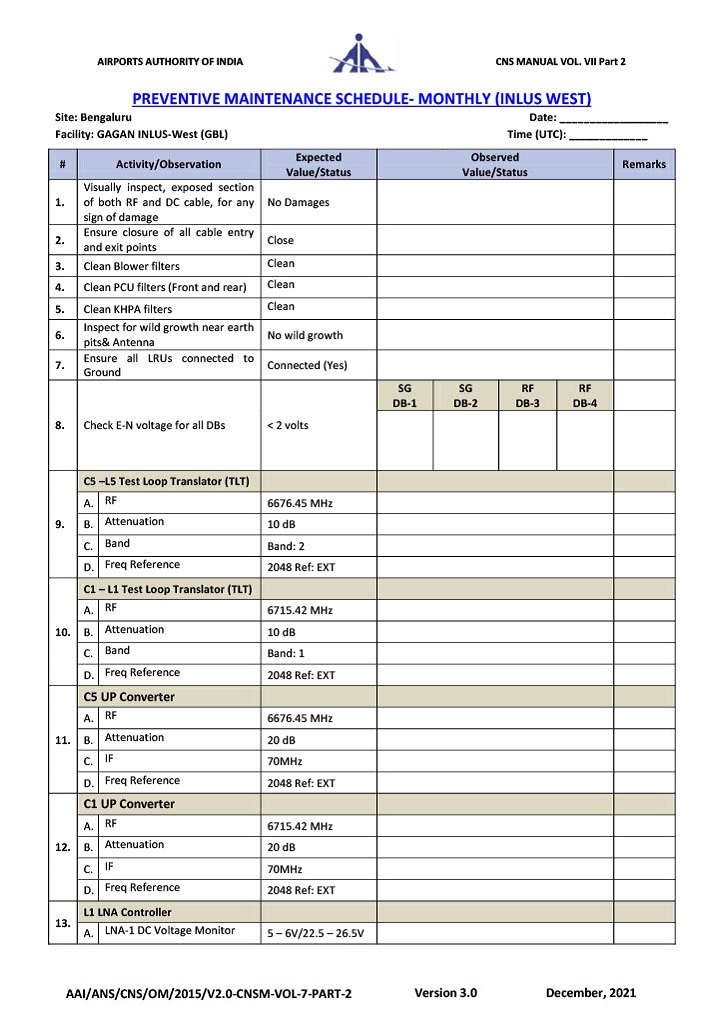 AIRPORTS AUTHORITY OF INDIA CNS MANUAL VOL. VII Part 2
PREVENTIVE MAINTENANCE SCHEDULE- MONTHLY (INLUS WEST)
Site: Bengaluru Date: __________________
Facility: GAGAN INLUS-West (GBL) Time (UTC): _____________
# Activity/Observation Expected Value/Status Observed Value/Status Remarks
1. Visually inspect, exposed section of both RF and DC cable, for any sign of damage No Damages
2. Ensure closure of all cable entry and exit points Close
3. Clean Blower filters Clean
4. Clean PCU filters (Front and rear) Clean
5. Clean KHPA filters Clean
6. Inspect for wild growth near earth pits& Antenna No wild growth
7. Ensure all LRUs connected to Ground Connected (Yes)
8. Check E-N voltage for all DBs < 2 volts SG DB-1 SG DB-2 RF DB-3 RF DB-4
9. C5 –L5 Test Loop Translator (TLT)
A. RF 6676.45 MHz
B. Attenuation 10 dB
C. Band Band: 2
D. Freq Reference 2048 Ref: EXT
10. C1 – L1 Test Loop Translator (TLT)
A. RF 6715.42 MHz
B. Attenuation 10 dB
C. Band Band: 1
D. Freq Reference 2048 Ref: EXT
11. C5 UP Converter
A. RF 6676.45 MHz
B. Attenuation 20 dB
C. IF 70MHz
D. Freq Reference 2048 Ref: EXT
12. C1 UP Converter
A. RF 6715.42 MHz
B. Attenuation 20 dB
C. IF 70MHz
D. Freq Reference 2048 Ref: EXT
13. L1 LNA Controller
A. LNA-1 DC Voltage Monitor 5 – 6V/22.5 – 26.5V
AAI/ANS/CNS/OM/2015/V2.0-CNSM-VOL-7-PART-2 Version 3.0 December, 2021